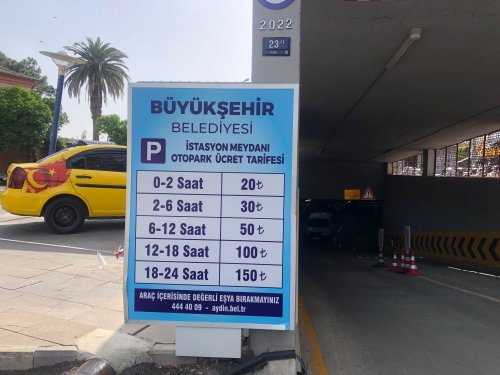 2022
23/1
BÜYÜKŞEHİR
BELEDİYESİ
P
İSTASYON MEYDANI
OTOPARK ÜCRET TARİFESİ
0-2 Saat 20₺
2-6 Saat 30₺
6-12 Saat 50₺
12-18 Saat 100₺
18-24 Saat 150₺
ARAÇ İÇERİSİNDE DEĞERLİ EŞYA BIRAKMAYINIZ
444 40 09 - aydin.bel.tr